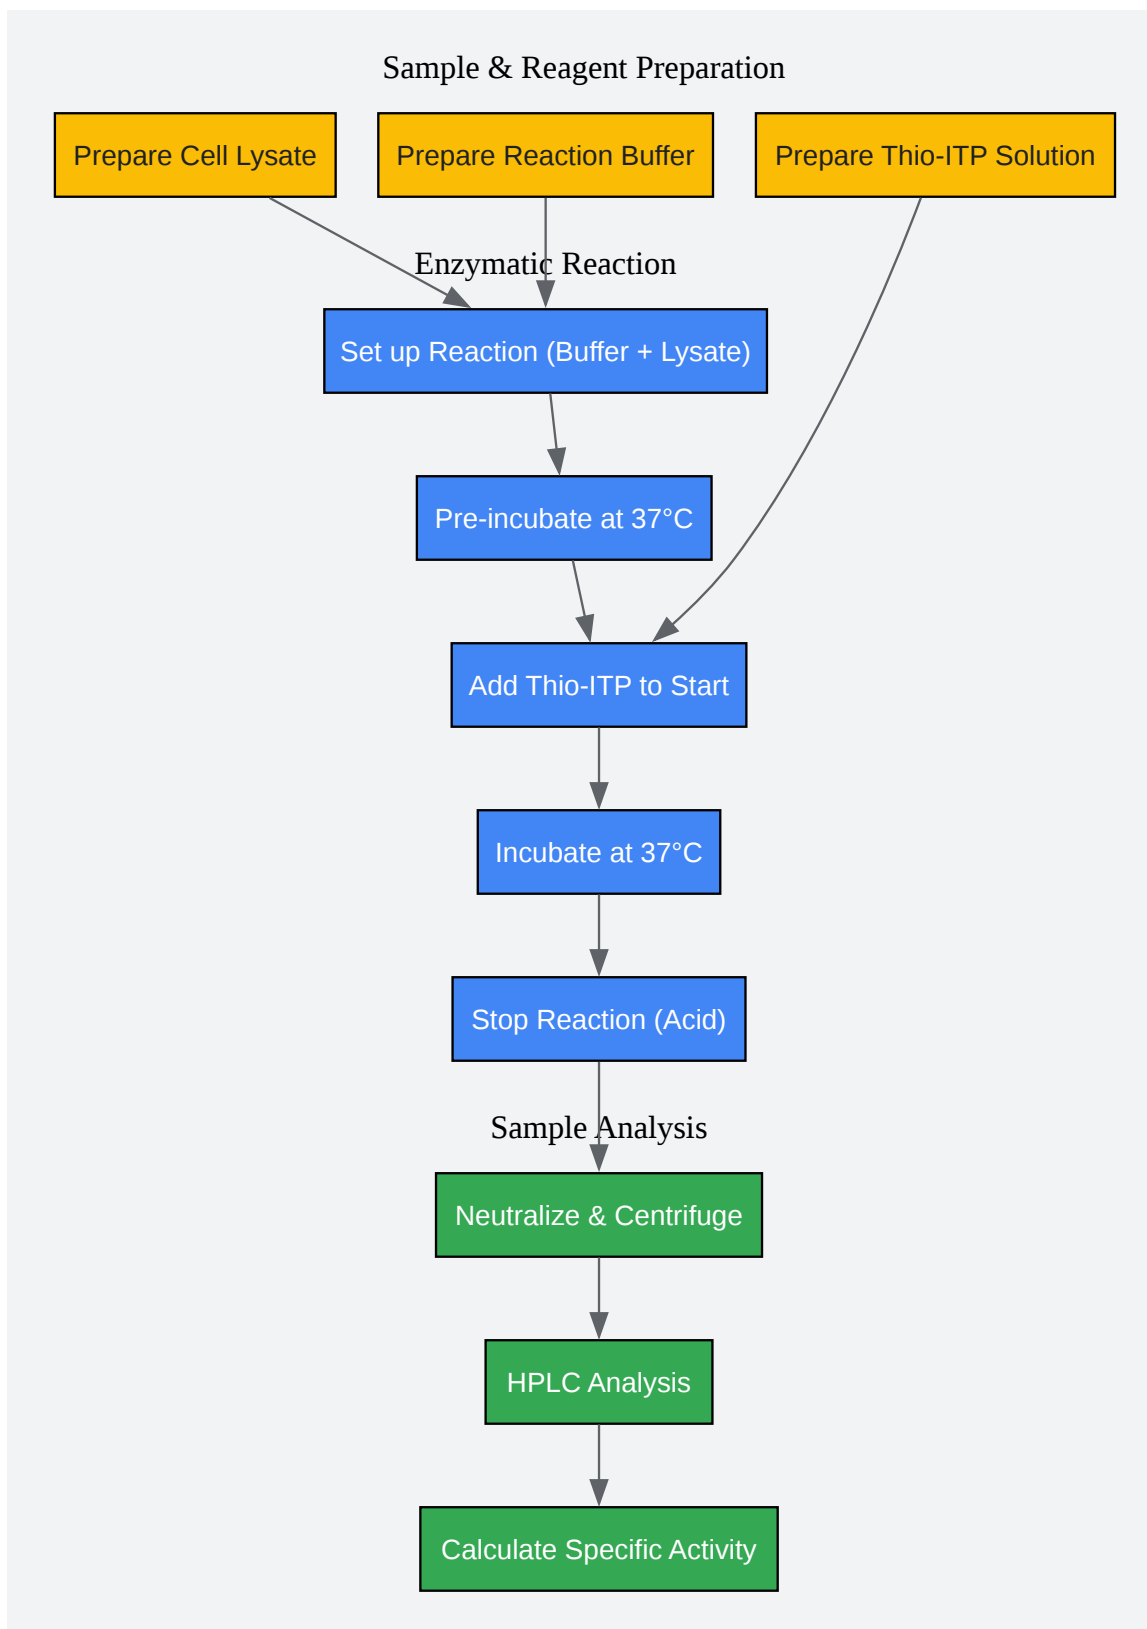 Sample & Reagent Preparation
Prepare Cell Lysate
Prepare Reaction Buffer
Prepare Thio-ITP Solution
Enzymatic Reaction
Set up Reaction (Buffer + Lysate)
Pre-incubate at 37°C
Add Thio-ITP to Start
Incubate at 37°C
Stop Reaction (Acid)
Sample Analysis
Neutralize & Centrifuge
HPLC Analysis
Calculate Specific Activity